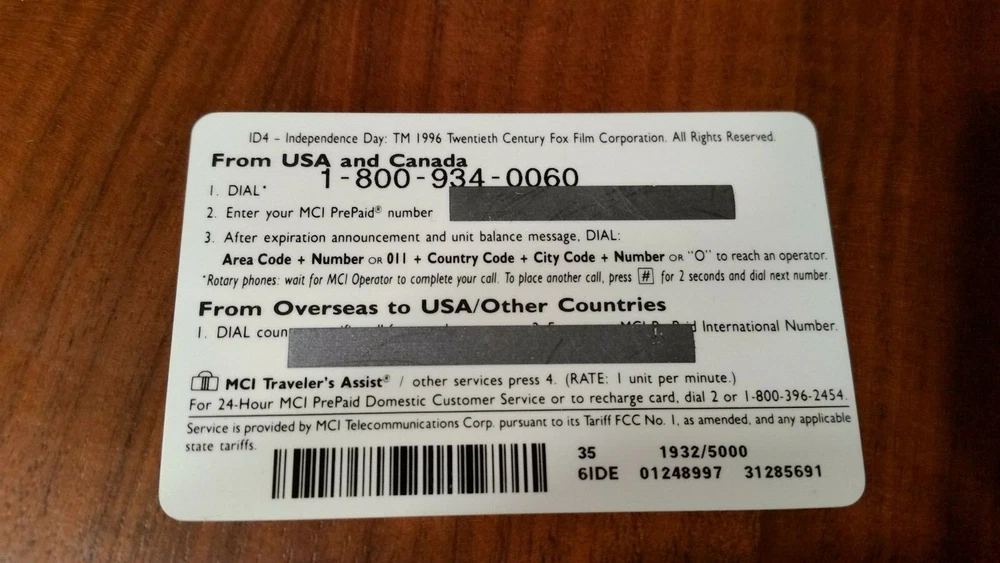 ID4 – Independence Day: TM 1996 Twentieth Century Fox Film Corporation. All Rights Reserved.
From USA and Canada
1. DIAL* 1-800-934-0060
2. Enter your MCI PrePaid® number
3. After expiration announcement and unit balance message, DIAL:
Area Code + Number OR 011 + Country Code + City Code + Number OR "O" to reach an operator.
*Rotary phones: wait for MCI Operator to complete your call. To place another call, press # for 2 seconds and dial next number.
From Overseas to USA/Other Countries
1. DIAL International Number.
MCI Traveler's Assist® / other services press 4. (RATE: 1 unit per minute.)
For 24-Hour MCI PrePaid Domestic Customer Service or to recharge card, dial 2 or 1-800-396-2454.
Service is provided by MCI Telecommunications Corp. pursuant to its Tariff FCC No. 1, as amended, and any applicable
state tariffs.
35 1932/5000
6IDE 01248997 31285691